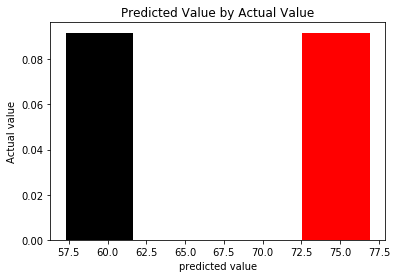 Predicted Value by Actual Value
Actual value
0.08
0.06
0.04
0.02
0.00
57.5 60.0 62.5 65.0 67.5 70.0 72.5 75.0 77.5
predicted value